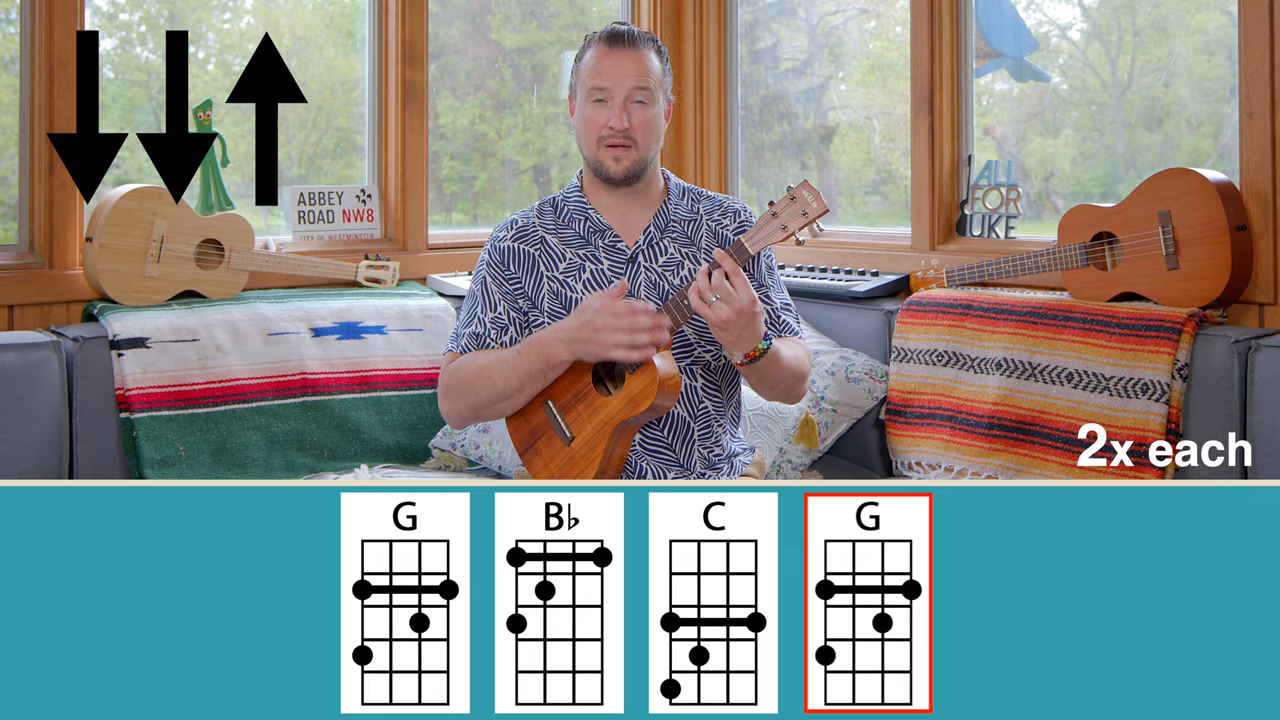 ABBEY
ROAD NW8
CITY OF WESTMINSTER
ALL
FOR
UKE
2x each
G
B♭
C
G